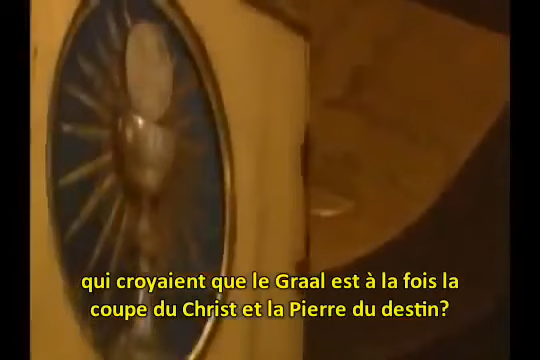 qui croyaient que le Graal est à la fois la
coupe du Christ et la Pierre du destin?